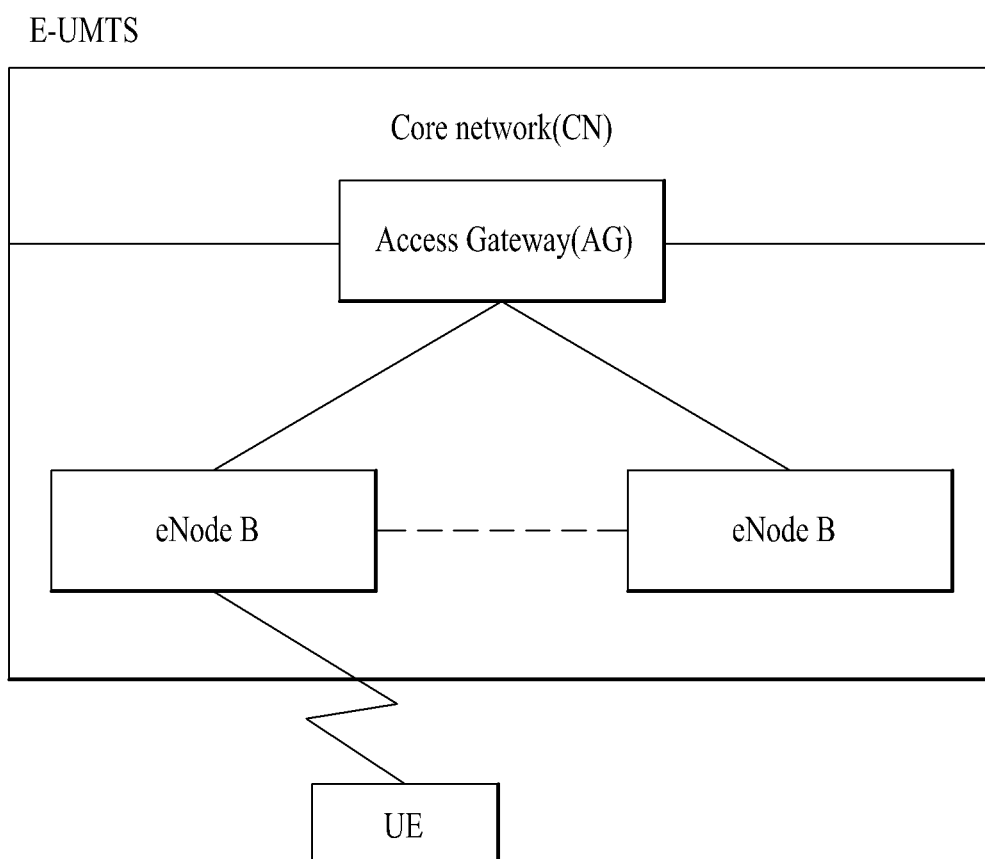 E-UMTS
Core network(CN)
Access Gateway(AG)
eNode B
eNode B
UE